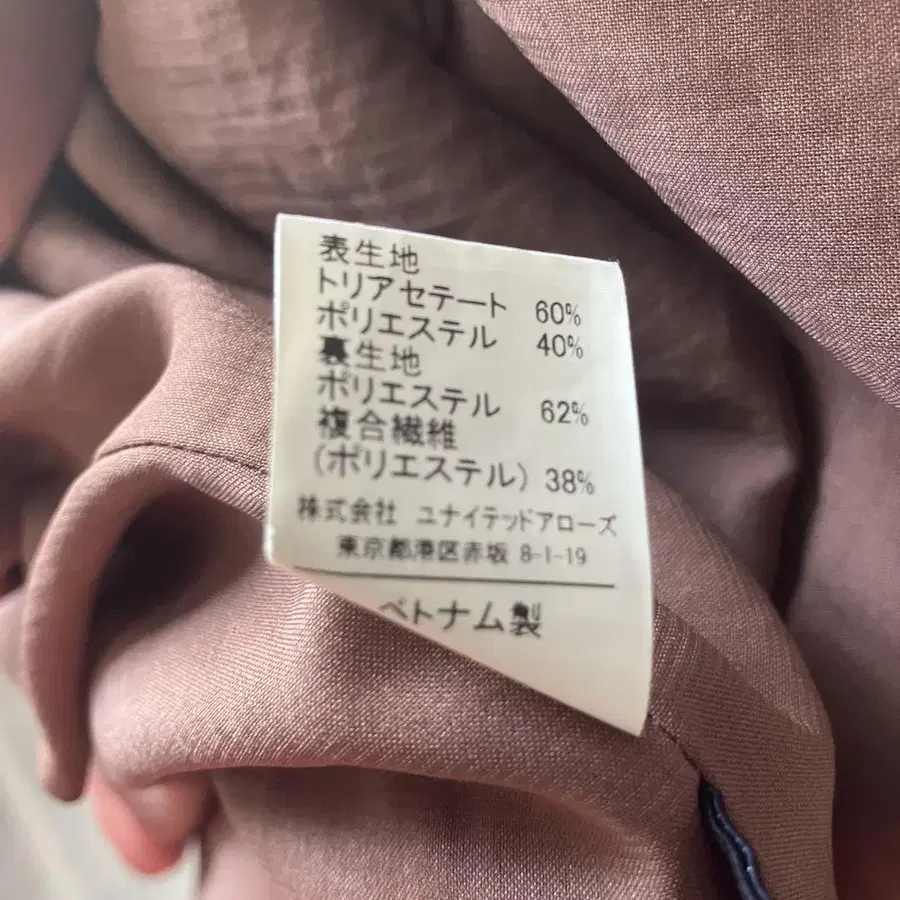 表生地
トリアセテート 60%
ポリエステル 40%
裏生地
ポリエステル 62%
複合繊維
(ポリエステル) 38%
株式会社 ユナイテッドアローズ
東京都港区赤坂 8-1-19
ベトナム製